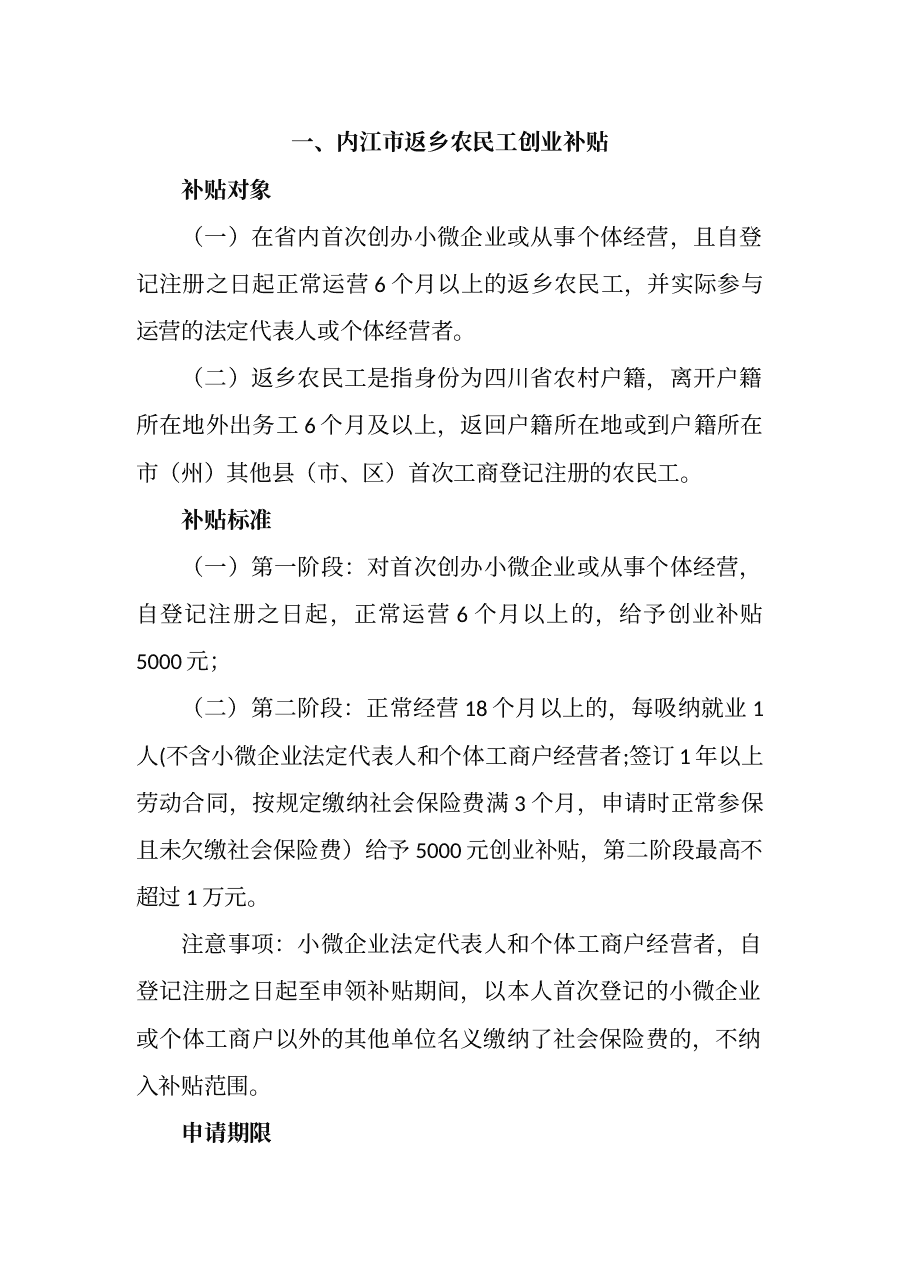 一、内江市返乡农民工创业补贴
补贴对象
（一）在省内首次创办小微企业或从事个体经营，且自登
记注册之日起正常运营 6 个月以上的返乡农民工，并实际参与
运营的法定代表人或个体经营者。
（二）返乡农民工是指身份为四川省农村户籍，离开户籍
所在地外出务工 6 个月及以上，返回户籍所在地或到户籍所在
市（州）其他县（市、区）首次工商登记注册的农民工。
补贴标准
（一）第一阶段：对首次创办小微企业或从事个体经营，
自登记注册之日起，正常运营 6 个月以上的，给予创业补贴
5000 元；
（二）第二阶段：正常经营 18 个月以上的，每吸纳就业 1
人(不含小微企业法定代表人和个体工商户经营者;签订 1 年以上
劳动合同，按规定缴纳社会保险费满 3 个月，申请时正常参保
且未欠缴社会保险费）给予 5000 元创业补贴，第二阶段最高不
超过 1 万元。
注意事项：小微企业法定代表人和个体工商户经营者，自
登记注册之日起至申领补贴期间，以本人首次登记的小微企业
或个体工商户以外的其他单位名义缴纳了社会保险费的，不纳
入补贴范围。
申请期限